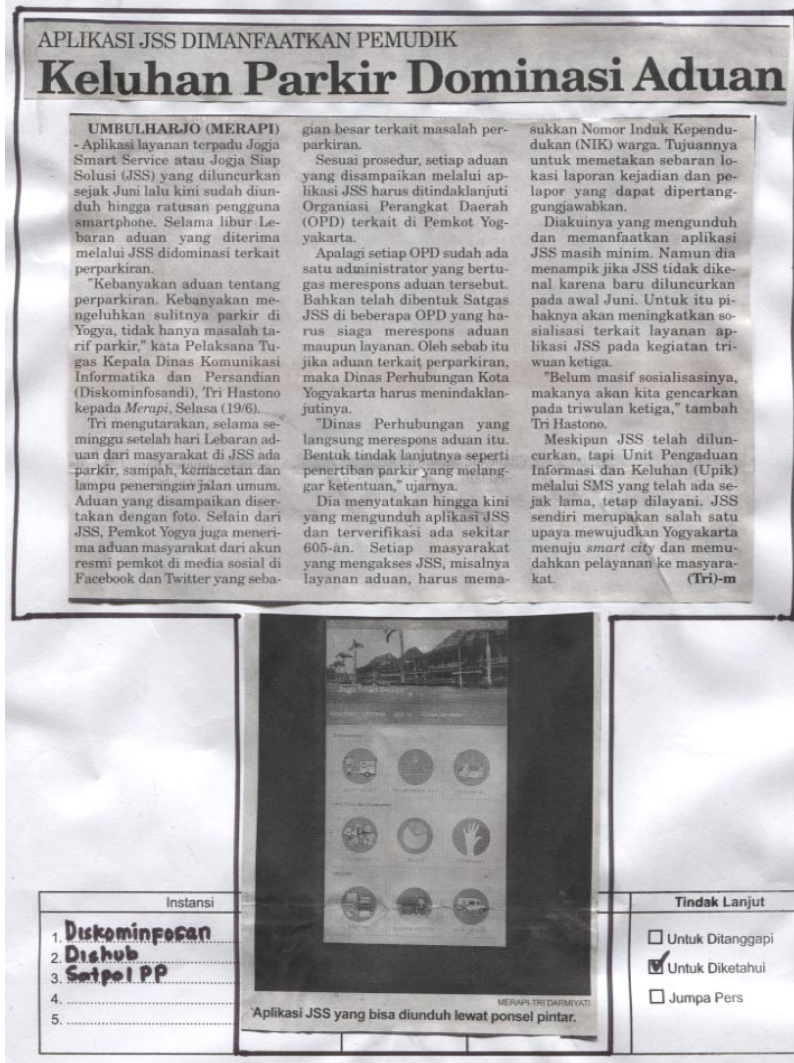 APLIKASI JSS DIMANFAATKAN PEMUDIK
Keluhan Parkir Dominasi Aduan
UMBULHARJO (MERAPI)
- Aplikasi layanan terpadu Jogja
Smart Service atau Jogja Siap
Solusi (JSS) yang diluncurkan
sejak Juni lalu kini sudah diun-
duh hingga ratusan pengguna
smartphone. Selama libur Le-
baran aduan yang diterima
melalui JSS didominasi terkait
perparkiran.
"Kebanyakan aduan tentang
perparkiran. Kebanyakan me-
ngeluhkan sulitnya parkir di
Yogya, tidak hanya masalah ta-
rif parkir," kata Pelaksana Tu-
gas Kepala Dinas Komunikasi
Informatika dan Persandian
(Diskominfosandi), Tri Hastono
kepada Merapi, Selasa (19/6).
Tri mengutarakan, selama se-
minggu setelah hari Lebaran ad-
uan dari masyarakat di JSS ada
parkir, sampah, kemacetan dan
lampu penerangan jalan umum.
Aduan yang disampaikan diser-
takan dengan foto. Selain dari
JSS, Pemkot Yogya juga meneri-
ma aduan masyarakat dari akun
resmi pemkot di media sosial di
Facebook dan Twitter yang seba-
gian besar terkait masalah per-
parkiran.
Sesuai prosedur, setiap aduan
yang disampaikan melalui ap-
likasi JSS harus ditindaklanjuti
Organiasi Perangkat Daerah
(OPD) terkait di Pemkot Yog-
yakarta.
Apalagi setiap OPD sudah ada
satu administrator yang bertu-
gas merespons aduan tersebut.
Bahkan telah dibentuk Satgas
JSS di beberapa OPD yang ha-
rus siaga merespons aduan
maupun layanan. Oleh sebab itu
jika aduan terkait perparkiran,
maka Dinas Perhubungan Kota
Yogyakarta harus menindaklan-
jutinya.
"Dinas Perhubungan yang
langsung merespons aduan itu.
Bentuk tindak lanjutnya seperti
penertiban parkir yang melang-
gar ketentuan," ujarnya.
Dia menyatakan hingga kini
yang mengunduh aplikasi JSS
dan terverifikasi ada sekitar
605-an. Setiap masyarakat
yang mengakses JSS, misalnya
layanan aduan, harus mema-
sukkan Nomor Induk Kependu-
dukan (NIK) warga. Tujuannya
untuk memetakan sebaran lo-
kasi laporan kejadian dan pe-
lapor yang dapat dipertang-
gungjawabkan.
Diakuinya yang mengunduh
dan memanfaatkan aplikasi
JSS masih minim. Namun dia
menampik jika JSS tidak dike-
nal karena baru diluncurkan
pada awal Juni. Untuk itu pi-
haknya akan meningkatkan so-
sialisasi terkait layanan ap-
likasi JSS pada kegiatan tri-
wuan ketiga.
"Belum masif sosialisasinya,
makanya akan kita gencarkan
pada triwulan ketiga," tambah
Tri Hastono.
Meskipun JSS telah dilun-
curkan, tapi Unit Pengaduan
Informasi dan Keluhan (Upik)
melalui SMS yang telah ada se-
jak lama, tetap dilayani. JSS
sendiri merupakan salah satu
upaya mewujudkan Yogyakarta
menuju smart city dan memu-
dahkan pelayanan ke masyara-
kat. (Tri)-m
MERAPI-TRI DARMIYATI
Aplikasi JSS yang bisa diunduh lewat ponsel pintar.
Instansi
1. Diskominfosan
2. Dishub
3. Satpol PP
4.
5.
Tindak Lanjut
Untuk Ditanggapi
Untuk Diketahui
Jumpa Pers